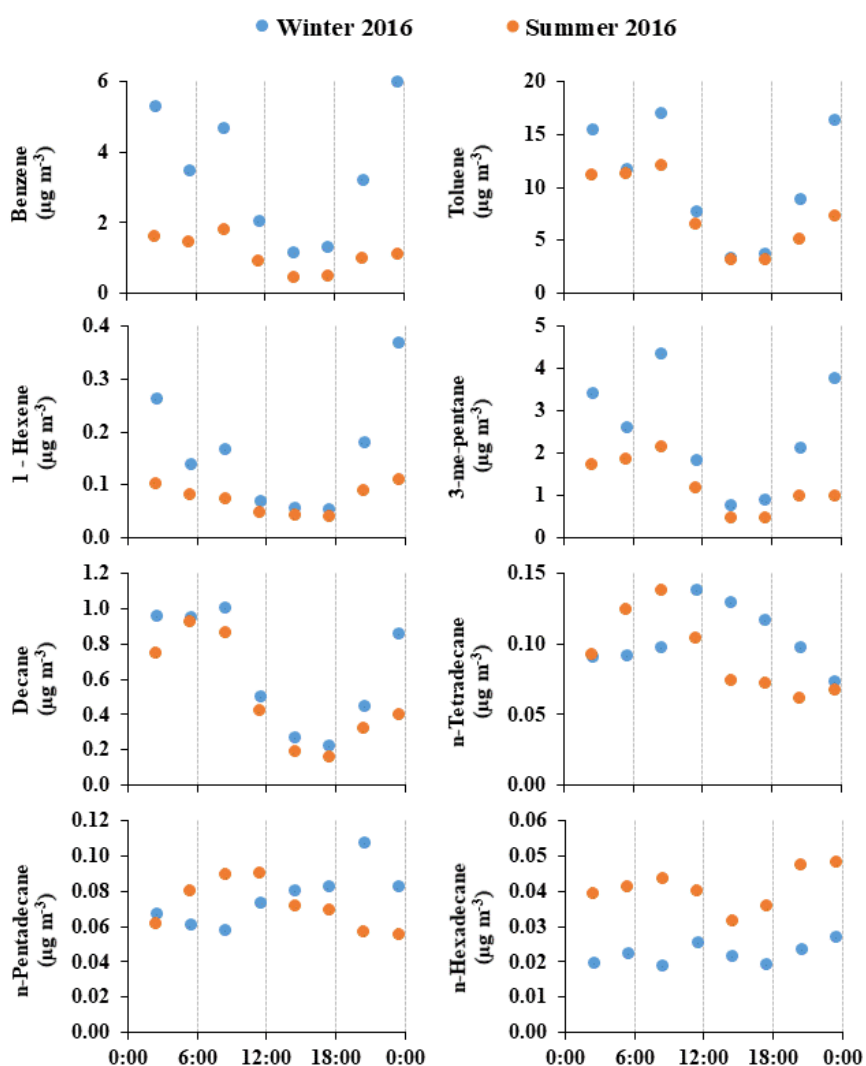 Winter 2016 Summer 2016
Benzene
(µg m-3)
6
4
2
0
Toluene
(µg m-3)
20
15
10
5
0
1 - Hexene
(µg m-3)
0.4
0.3
0.2
0.1
0.0
3-me-pentane
(µg m-3)
5
4
3
2
1
0
Decane
(µg m-3)
1.2
1.0
0.8
0.6
0.4
0.2
0.0
n-Tetradecane
(µg m-3)
0.15
0.10
0.05
0.00
n-Pentadecane
(µg m-3)
0.12
0.10
0.08
0.06
0.04
0.02
0.00
0:00 6:00 12:00 18:00 0:00
n-Hexadecane
(µg m-3)
0.06
0.05
0.04
0.03
0.02
0.01
0.00
0:00 6:00 12:00 18:00 0:00